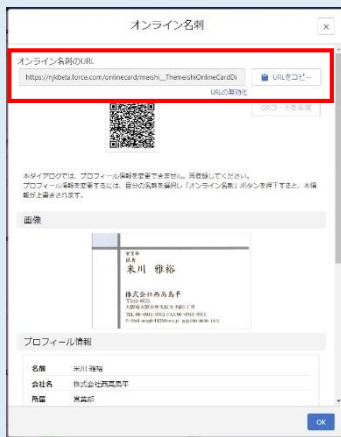 オンライン名刺
オンライン名刺のURL
https://njkbeta.force.com/onlinecard/meishi__ThemeishiOnlineCardDi
URLをコピー
URLの無効化
QRコードを生成
本ダイアログでは、プロフィール情報を変更できません。再登録してください。
プロフィール情報を変更するには、自分の名刺を選択し「オンライン名刺」ボタンを押下すると、本情
報が上書きされます。
画像
営業部
米川 雅裕
株式会社西高島平
プロフィール情報
名前 米川 雅裕
会社名 株式会社西高島平
所属 営業部
OK